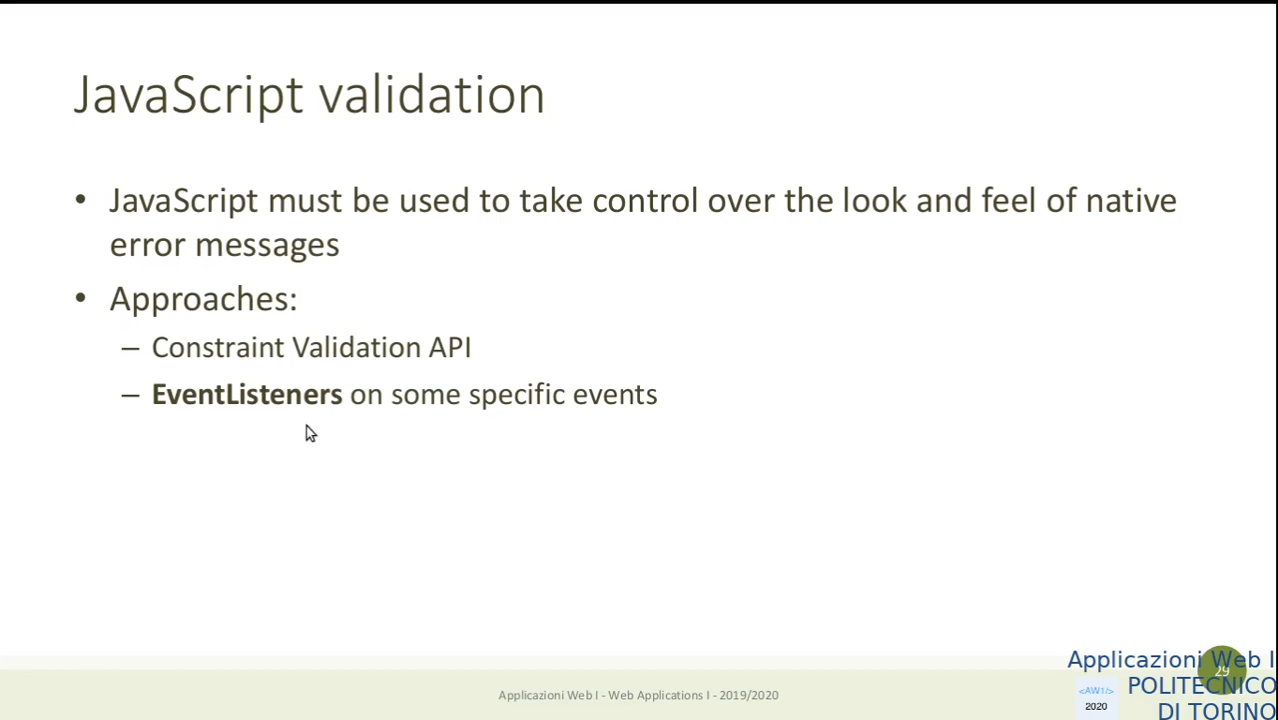 JavaScript validation
• JavaScript must be used to take control over the look and feel of native
error messages
• Approaches:
– Constraint Validation API
– EventListeners on some specific events
Applicazioni Web I - Web Applications I - 2019/2020
29
Applicazioni Web I
POLITECNICO
DI TORINO
<AW1/>
2020